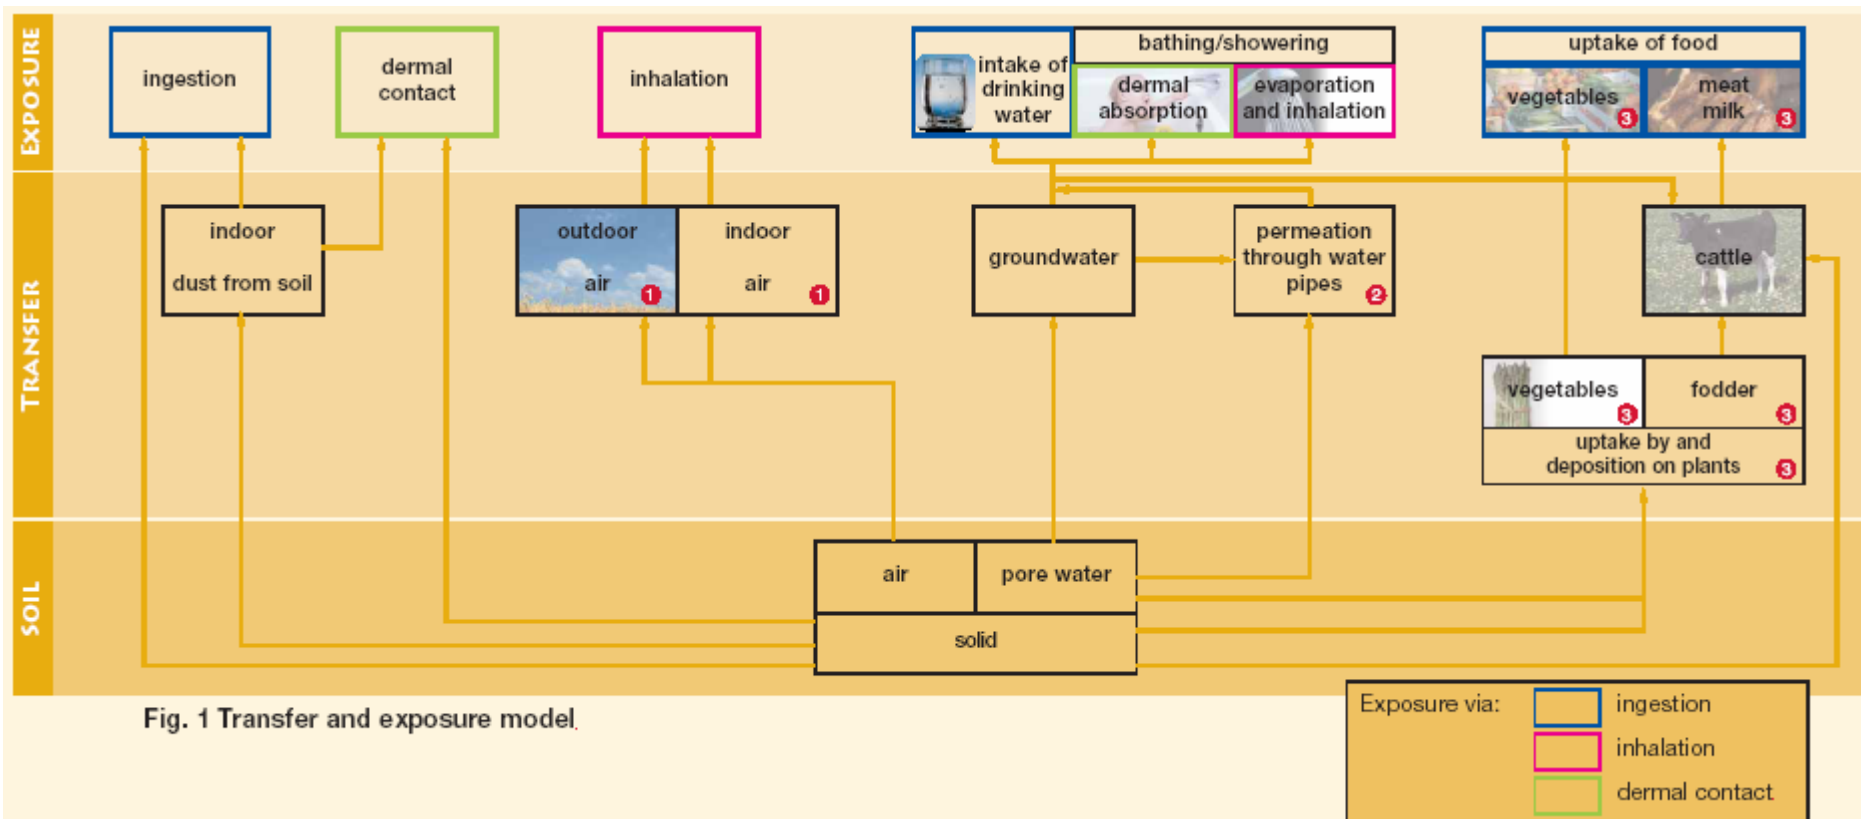 EXPOSURE
ingestion
dermal
contact
inhalation
intake of
drinking
water
bathing/showering
dermal
absorption
evaporation
and inhalation
uptake of food
vegetables
3
meat
milk
3
TRANSFER
indoor
dust from soil
outdoor
air
1
indoor
air
1
groundwater
permeation
through water
pipes
2
cattle
vegetables
3
fodder
3
uptake by and
deposition on plants
3
SOIL
air
pore water
solid
Fig. 1 Transfer and exposure model.
Exposure via:
ingestion
inhalation
dermal contact